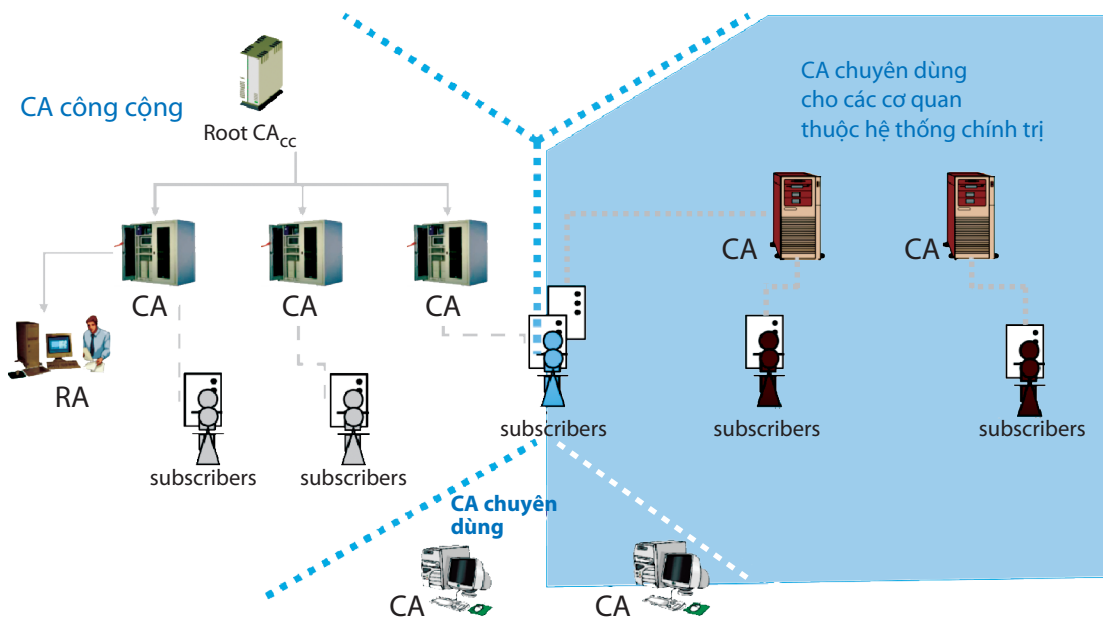 CA công cộng
Root CAcc
CA
CA
CA
RA
subscribers
subscribers
subscribers
CA chuyên dùng
cho các cơ quan
thuộc hệ thống chính trị
CA
CA
subscribers
subscribers
CA chuyên
dùng
CA
CA